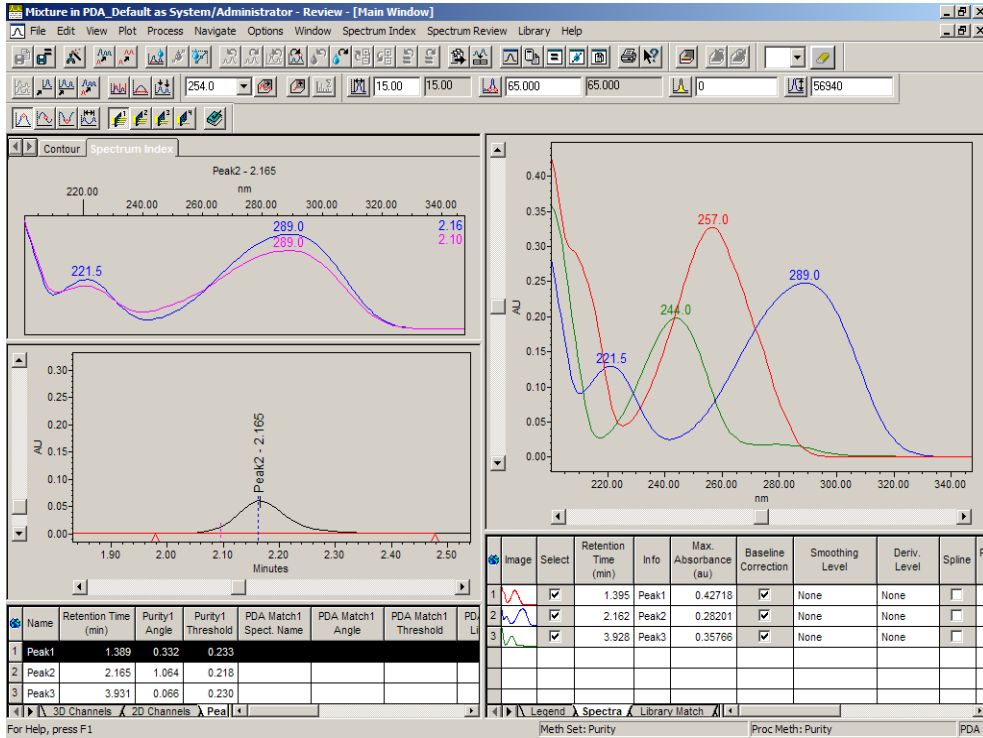 Mixture in PDA_Default as System/Administrator - Review - [Main Window]
File Edit View Plot Process Navigate Options Window Spectrum Index Spectrum Review Library Help
254.0 15.00 15.00 65.000 65.000 0 56940
Contour Spectrum Index
Peak2 - 2.165
nm
220.00 240.00 260.00 280.00 300.00 320.00 340.00
221.5
289.0
289.0
2.16
2.10
AU
0.30
0.25
0.20
0.15
0.10
0.05
0.00
Peak2 - 2.165
1.90 2.00 2.10 2.20 2.30 2.40 2.50
Minutes
Name Retention Time (min) Purity1 Angle Purity1 Threshold PDA Match1 Spect. Name PDA Match1 Angle PDA Match1 Threshold PDA Li
1 Peak1 1.389 0.332 0.233
2 Peak2 2.165 1.064 0.218
3 Peak3 3.931 0.066 0.230
3D Channels 2D Channels Pea
AU
0.40
0.35
0.30
0.25
0.20
0.15
0.10
0.05
0.00
257.0
289.0
244.0
221.5
220.00 240.00 260.00 280.00 300.00 320.00 340.00
nm
Image Select Retention Time (min) Info Max. Absorbance (au) Baseline Correction Smoothing Level Deriv. Level Spline
1 1.395 Peak1 0.42718 None None
2 2.162 Peak2 0.28201 None None
3 3.928 Peak3 0.35766 None None
Legend Spectra Library Match
For Help, press F1 Meth Set: Purity Proc Meth: Purity PDA